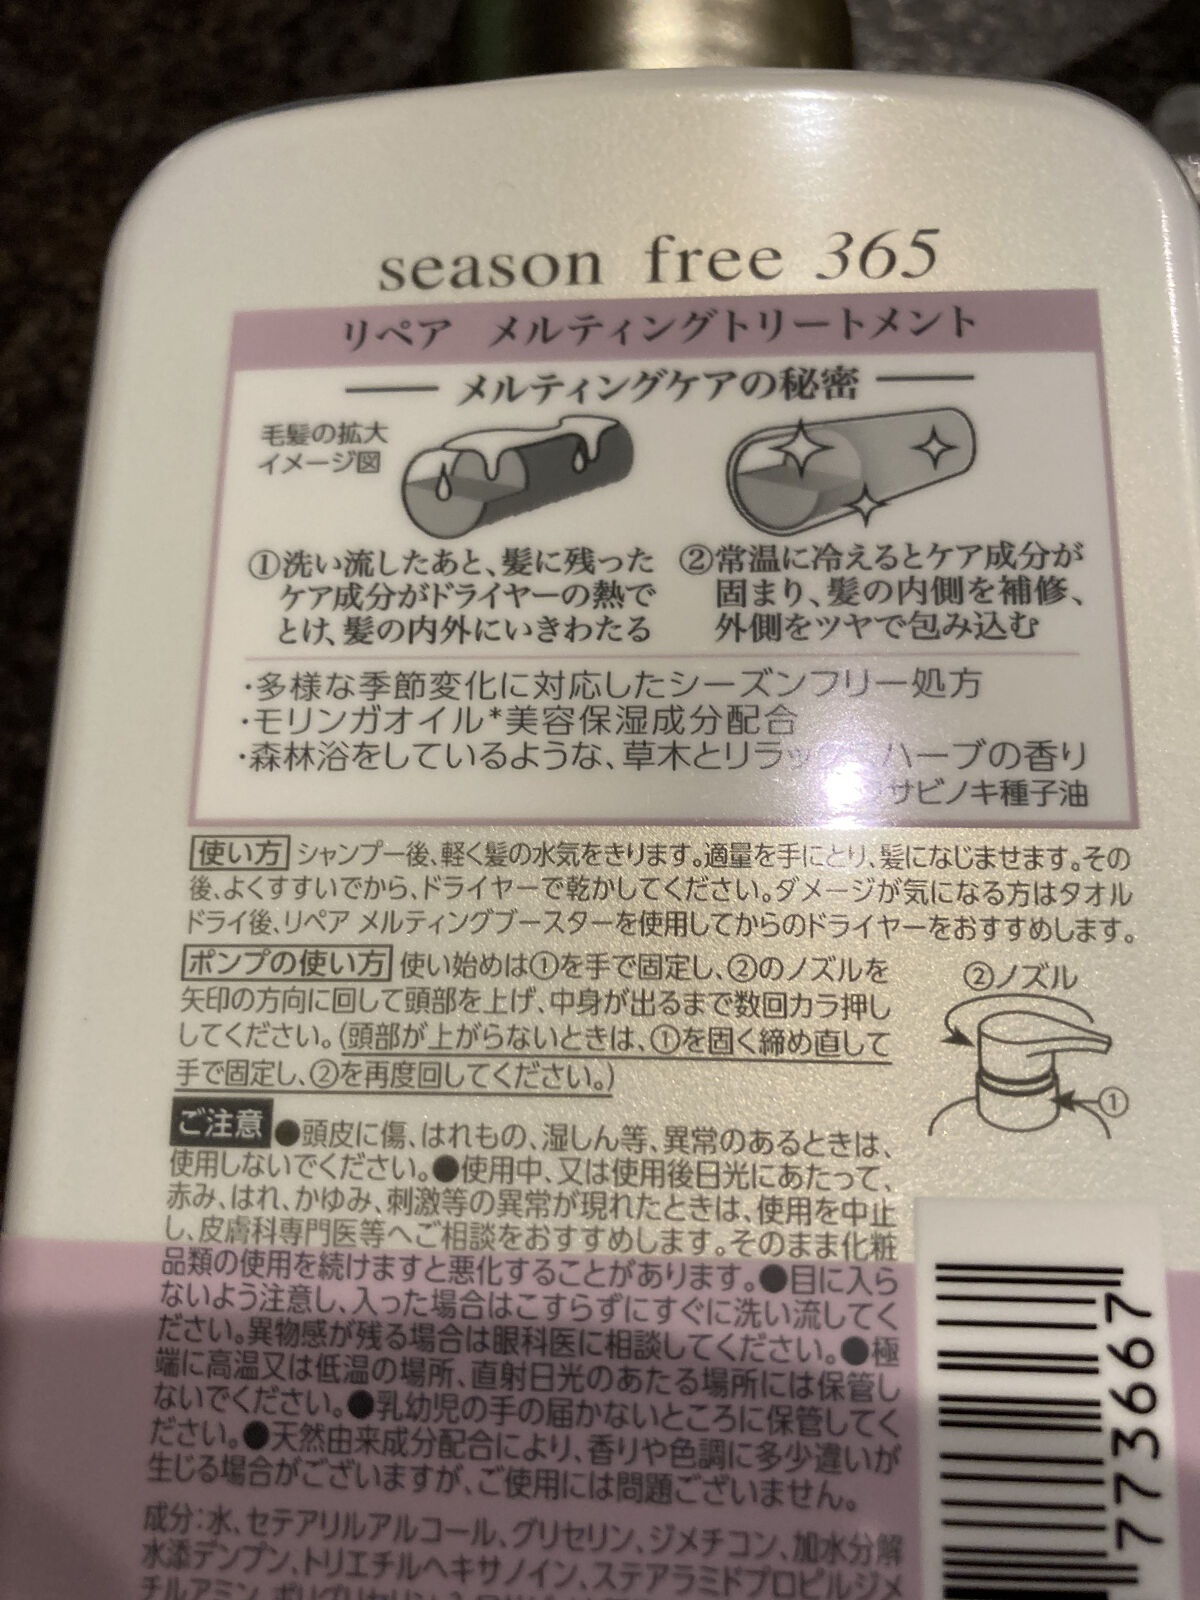 season free 365
リペア メルティングトリートメント
メルティングケアの秘密
毛髪の拡大
イメージ図
①洗い流したあと、髪に残った
ケア成分がドライヤーの熱で
とけ、髪の内外にいきわたる
②常温に冷えるとケア成分が
固まり、髪の内側を補修、
外側をツヤで包み込む
・多様な季節変化に対応したシーズンフリー処方
・モリンガオイル*美容保湿成分配合
・森林浴をしているような、草木とリラッ ハーブの香り
サビノキ種子油
使い方 シャンプー後、軽く髪の水気をきります。適量を手にとり、髪になじませます。その
後、よくすすいでから、ドライヤーで乾かしてください。ダメージが気になる方はタオル
ドライ後、リペア メルティングブースターを使用してからのドライヤーをおすすめします。
ポンプの使い方 使い始めは①を手で固定し、②のノズルを
矢印の方向に回して頭部を上げ、中身が出るまで数回カラ押し
してください。(頭部が上がらないときは、①を固く締め直して
手で固定し、②を再度回してください。)
②ノズル
①
ご注意 ●頭皮に傷、はれもの、湿しん等、異常のあるときは、
使用しないでください。●使用中、又は使用後日光にあたって、
赤み、はれ、かゆみ、刺激等の異常が現れたときは、使用を中止
し、皮膚科専門医等へご相談をおすすめします。そのまま化粧
品類の使用を続けますと悪化することがあります。●目に入ら
ないよう注意し、入った場合はこすらずにすぐに洗い流してく
ださい。異物感が残る場合は眼科医に相談してください。●極
端に高温又は低温の場所、直射日光のあたる場所には保管し
ないでください。●乳幼児の手の届かないところに保管してく
ださい。●天然由来成分配合により、香りや色調に多少違いが
生じる場合がございますが、ご使用には問題ございません。
成分:水、セテアリルアルコール、グリセリン、ジメチコン、加水分解
水添デンプン、トリエチルヘキサノイン、ステアラミドプロピルジメ
チルアミン、ポリグリセリン
773667